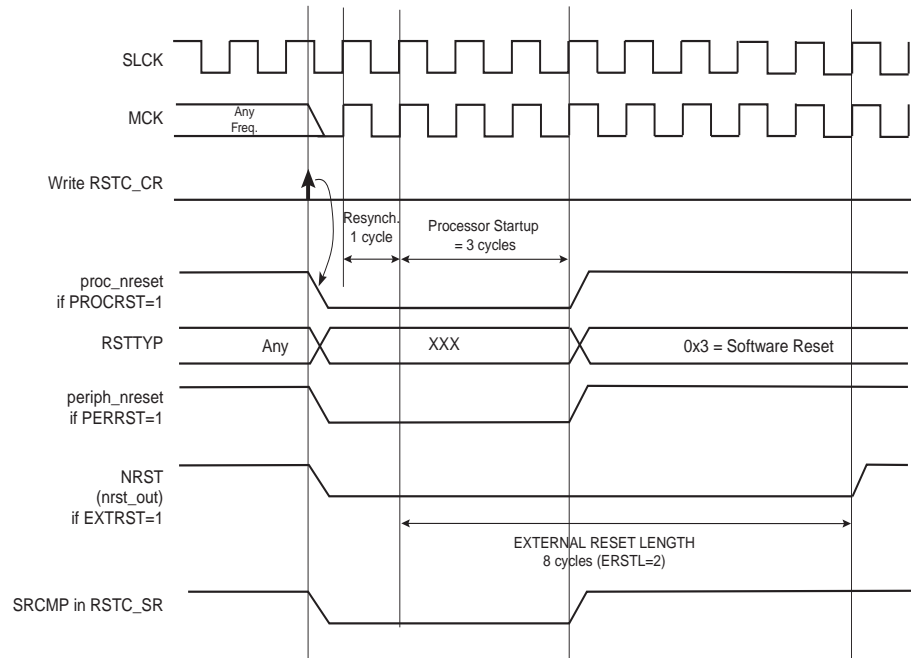 SLCK
MCK
Any
Freq.
Write RSTC_CR
Resynch.
1 cycle
Processor Startup
= 3 cycles
proc_nreset
if PROCRST=1
RSTTYP
Any
XXX
0x3 = Software Reset
periph_nreset
if PERRST=1
NRST
(nrst_out)
if EXTRST=1
EXTERNAL RESET LENGTH
8 cycles (ERSTL=2)
SRCMP in RSTC_SR